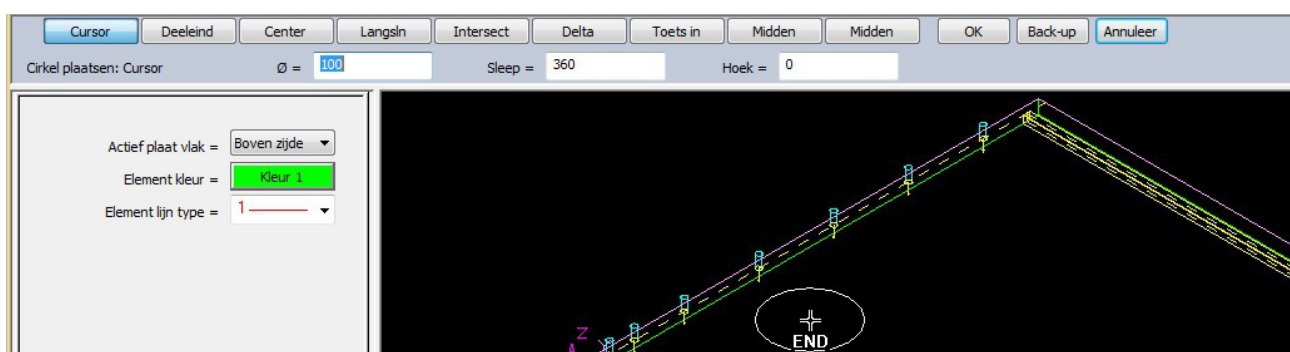 Cursor Deeleind Center Langsln Intersect Delta Toets in Midden Midden OK Back-up Annuleer
Cirkel plaatsen: Cursor Ø = 100 Sleep = 360 Hoek = 0
Actief plaat vlak = Boven zijde
Element kleur = Kleur 1
Element lijn type = 1
Z
END